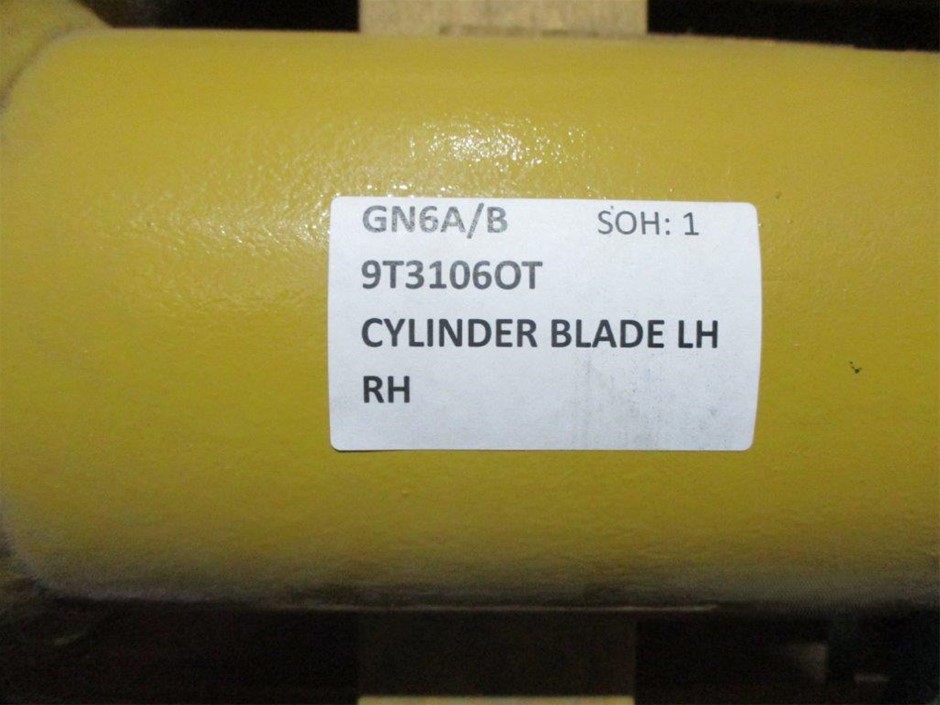 GN6A/B SOH: 1
9T3106OT
CYLINDER BLADE LH
RH